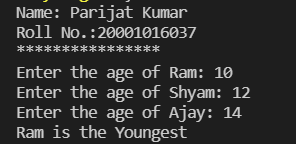 Name: Parijat Kumar
Roll No.:20001016037
****************
Enter the age of Ram: 10
Enter the age of Shyam: 12
Enter the age of Ajay: 14
Ram is the Youngest